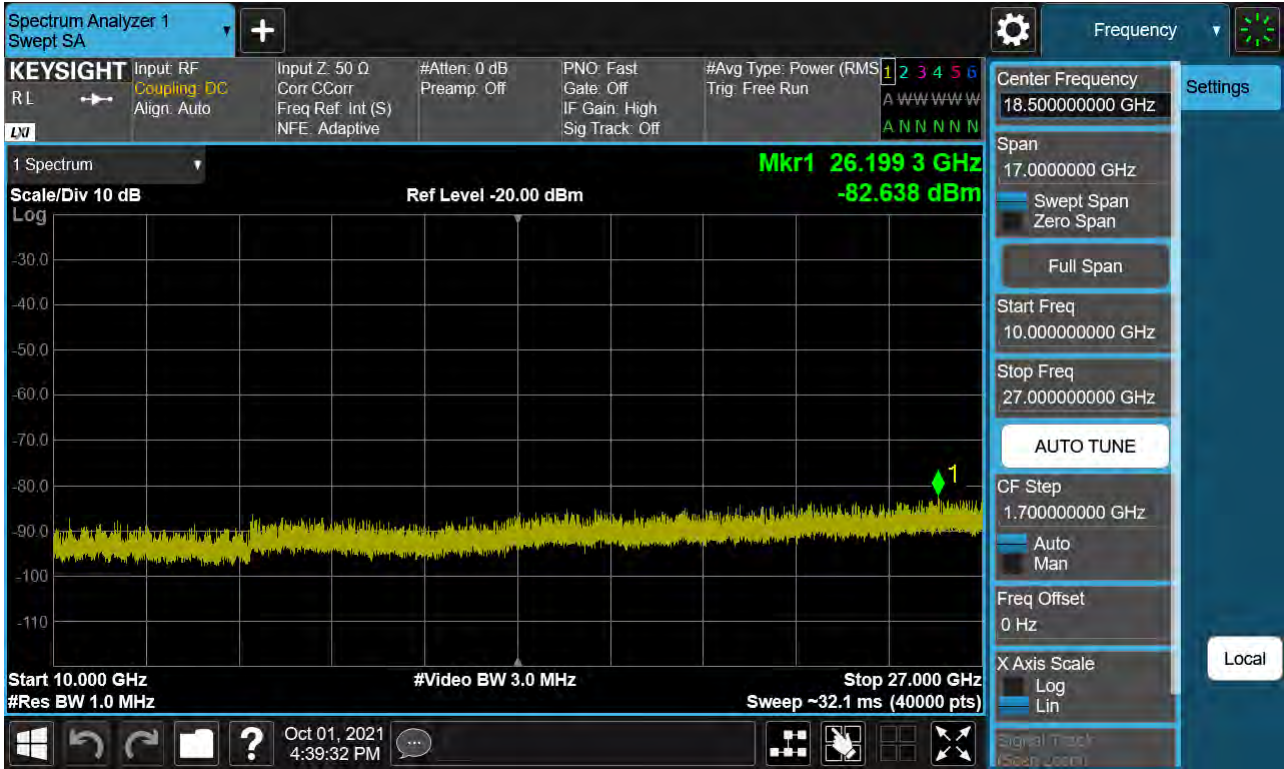 Spectrum Analyzer 1
Swept SA
+
Frequency
KEYSIGHT
R L
LXI
Input: RF
Coupling: DC
Align: Auto
Input Z: 50 Ω
Corr CCorr
Freq Ref: Int (S)
NFE: Adaptive
#Atten: 0 dB
Preamp: Off
PNO: Fast
Gate: Off
IF Gain: High
Sig Track: Off
#Avg Type: Power (RMS
Trig: Free Run
1 2 3 4 5 6
A W W W W W
A N N N N N
1 Spectrum
Scale/Div 10 dB
Log
Ref Level -20.00 dBm
Mkr1 26.199 3 GHz
-82.638 dBm
-30.0
-40.0
-50.0
-60.0
-70.0
-80.0
-90.0
-100
-110
1
Start 10.000 GHz
#Res BW 1.0 MHz
#Video BW 3.0 MHz
Stop 27.000 GHz
Sweep ~32.1 ms (40000 pts)
Center Frequency
18.500000000 GHz
Span
17.0000000 GHz
Swept Span
Zero Span
Full Span
Start Freq
10.000000000 GHz
Stop Freq
27.000000000 GHz
AUTO TUNE
CF Step
1.700000000 GHz
Auto
Man
Freq Offset
0 Hz
X Axis Scale
Log
Lin
Signal Track
(Span Zoom)
Settings
Local
?
Oct 01, 2021
4:39:32 PM